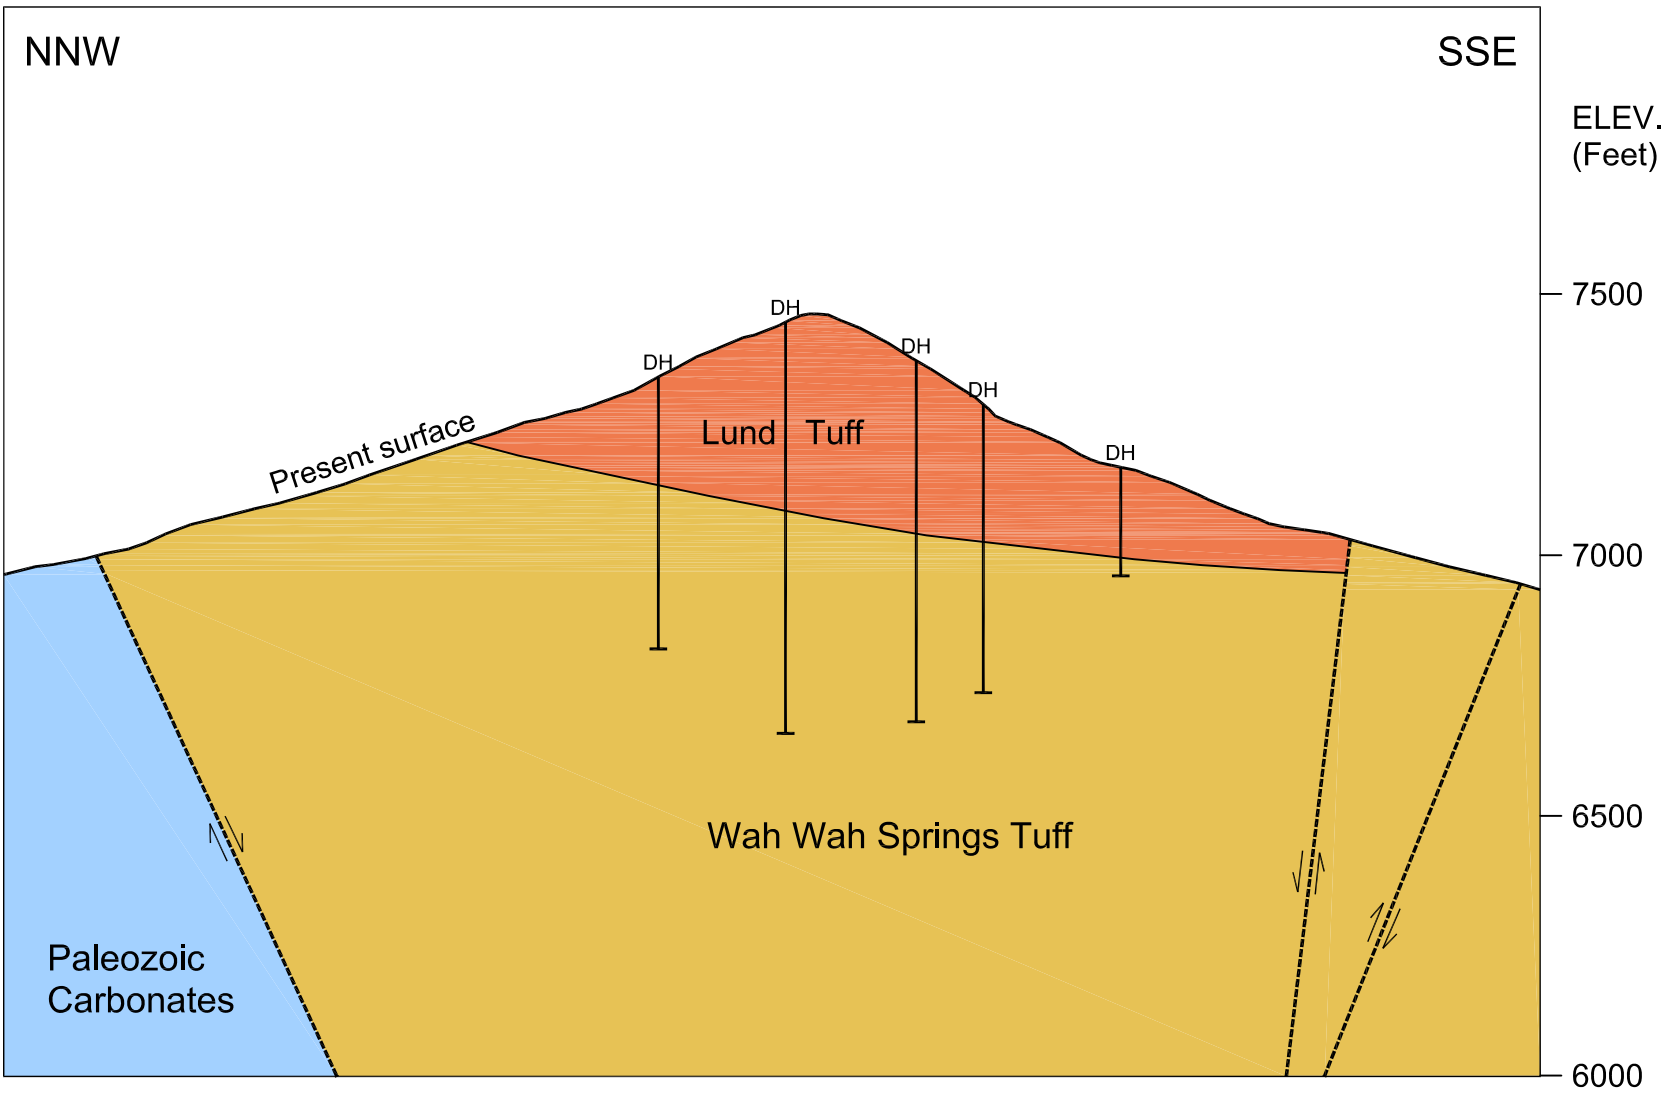 NNW
SSE
ELEV.
(Feet)
7500
DH
DH
DH
DH
Present surface
Lund Tuff
DH
7000
6500
Wah Wah Springs Tuff
Paleozoic
Carbonates
6000